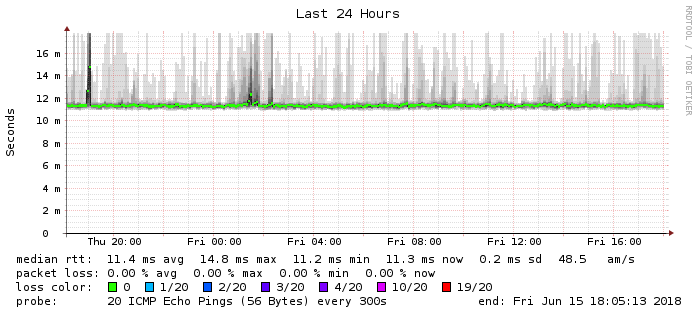 Last 24 Hours
RRDTOOL / TOBI OETIKER
Seconds
16 m
14 m
12 m
10 m
8 m
6 m
4 m
2 m
0
Thu 20:00 Fri 00:00 Fri 04:00 Fri 08:00 Fri 12:00 Fri 16:00
median rtt: 11.4 ms avg 14.8 ms max 11.2 ms min 11.3 ms now 0.2 ms sd 48.5 am/s
packet loss: 0.00 % avg 0.00 % max 0.00 % min 0.00 % now
loss color: 0 1/20 2/20 3/20 4/20 10/20 19/20
probe: 20 ICMP Echo Pings (56 Bytes) every 300s end: Fri Jun 15 18:05:13 2018